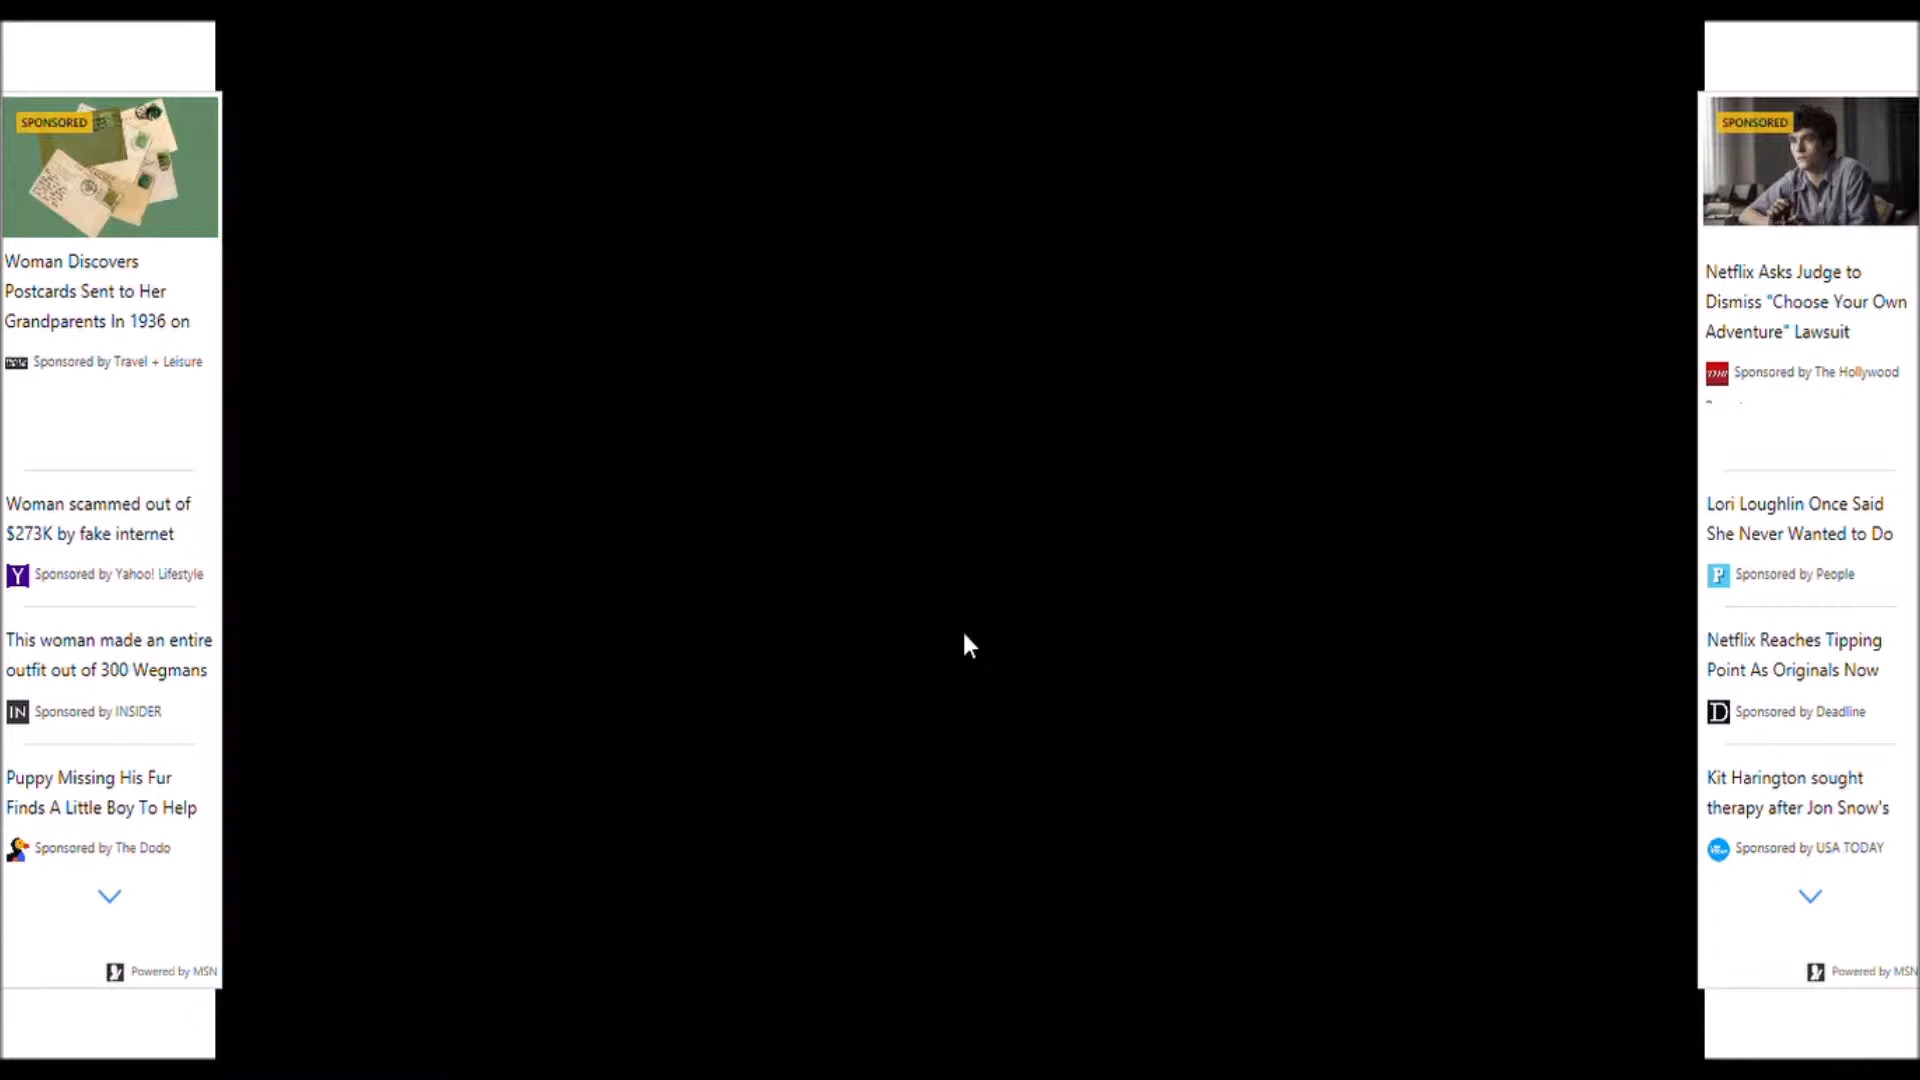 SPONSORED
Woman Discovers
Postcards Sent to Her
Grandparents In 1936 on
Sponsored by Travel + Leisure
Woman scammed out of
$273K by fake internet
Y Sponsored by Yahoo! Lifestyle
This woman made an entire
outfit out of 300 Wegmans
IN Sponsored by INSIDER
Puppy Missing His Fur
Finds A Little Boy To Help
Sponsored by The Dodo
Powered by MSN
SPONSORED
Netflix Asks Judge to
Dismiss "Choose Your Own
Adventure" Lawsuit
THR Sponsored by The Hollywood
Lori Loughlin Once Said
She Never Wanted to Do
P Sponsored by People
Netflix Reaches Tipping
Point As Originals Now
D Sponsored by Deadline
Kit Harington sought
therapy after Jon Snow's
Sponsored by USA TODAY
Powered by MSN